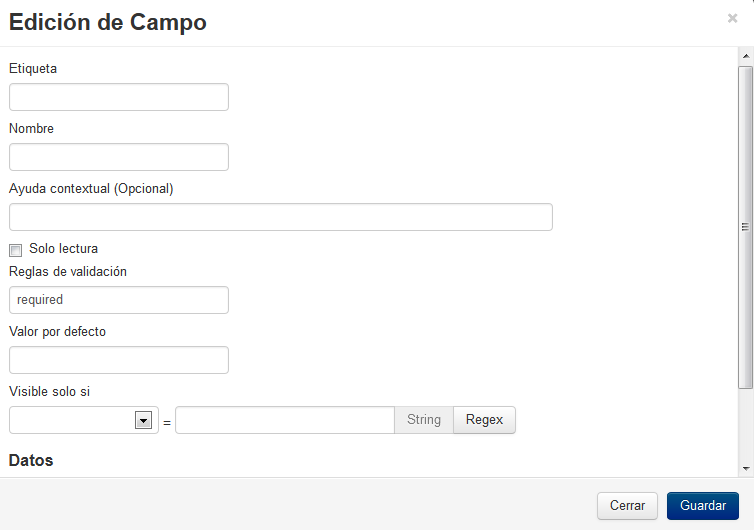 Edición de Campo ×
Etiqueta
Nombre
Ayuda contextual (Opcional)
Solo lectura
Reglas de validación
required
Valor por defecto
Visible solo si
= String Regex
Datos
Cerrar Guardar